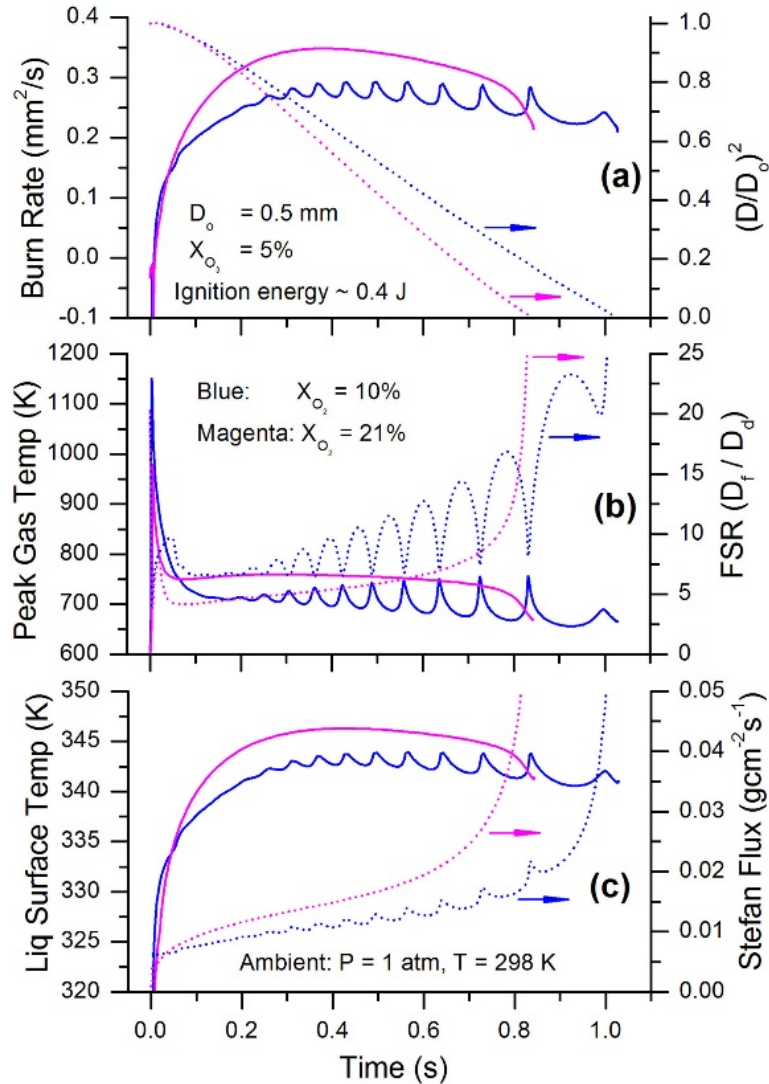 0.4
0.3
0.2
0.1
0.0
-0.1
Burn Rate (mm²/s)
1.0
0.8
0.6
0.4
0.2
0.0
(D/Dₒ)²
(a)
Dₒ = 0.5 mm
X_O₃ = 5%
Ignition energy ~ 0.4 J
1200
1100
1000
900
800
700
600
Peak Gas Temp (K)
25
20
15
10
5
0
FSR (D_f / D_d)
Blue: X_O₂ = 10%
Magenta: X_O₂ = 21%
(b)
350
345
340
335
330
325
320
Liq Surface Temp (K)
0.05
0.04
0.03
0.02
0.01
0.00
Stefan Flux (gcm⁻²s⁻¹)
(c)
Ambient: P = 1 atm, T = 298 K
0.0 0.2 0.4 0.6 0.8 1.0
Time (s)